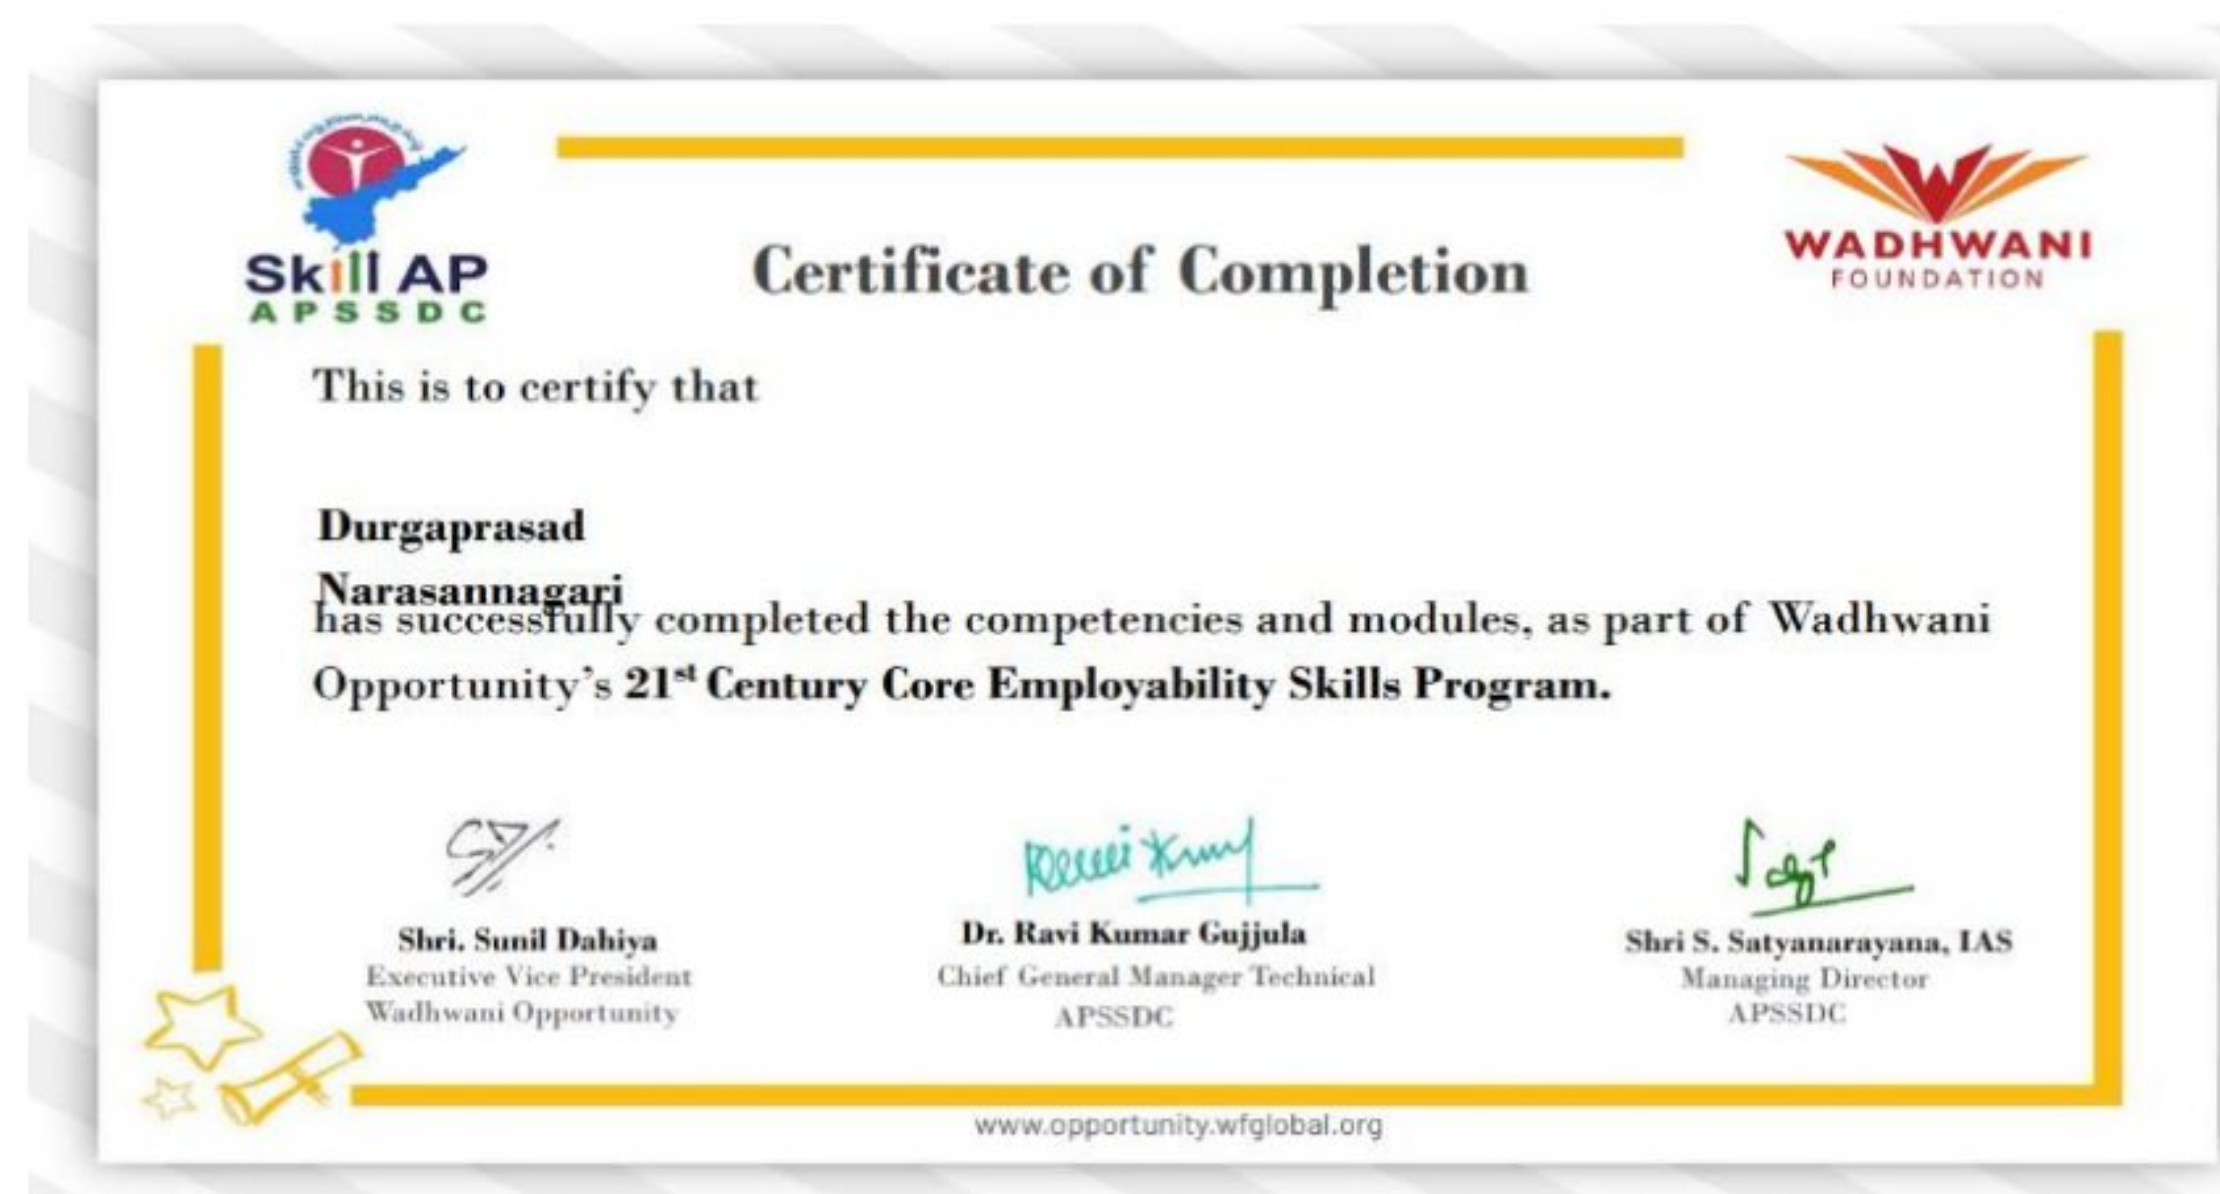 Skill AP
APSSDC
WADHWANI
FOUNDATION
Certificate of Completion
This is to certify that
Durgaprasad
Narasannagari
has successfully completed the competencies and modules, as part of Wadhwani
Opportunity's 21st Century Core Employability Skills Program.
Shri. Sunil Dahiya
Executive Vice President
Wadhwani Opportunity
Dr. Ravi Kumar Gujjula
Chief General Manager Technical
APSSDC
Shri S. Satyanarayana, IAS
Managing Director
APSSDC
www.opportunity.wfglobal.org